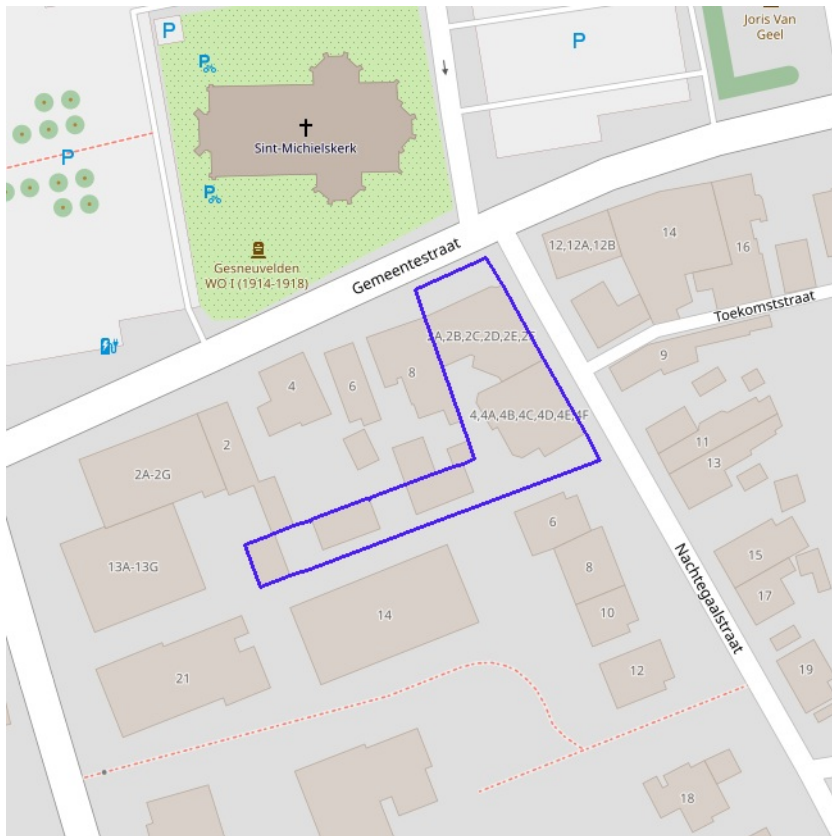 P
Joris Van
Geel
P
P
P
Sint-Michielskerk
P
P
Gesneuvelden
WO I (1914-1918)
Gemeentestraat
12,12A,12B
14
16
Toekomststraat
2A,2B,2C,2D,2E,2F
9
4
6
8
4,4A,4B,4C,4D,4E,4F
2
11
13
2A-2G
6
13A-13G
8
15
Nachtegaalstraat
17
14
10
21
12
19
18